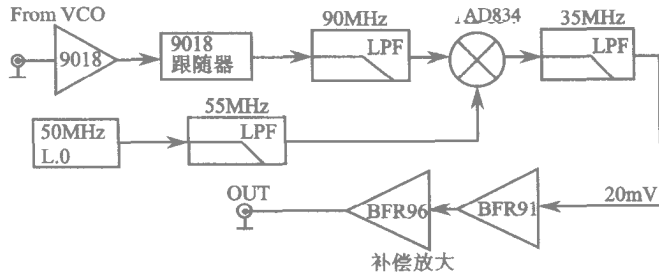 From VCO
9018
9018
跟随器
90MHz
LPF
AD834
35MHz
LPF
50MHz
L.0
55MHz
LPF
20mV
OUT
BFR96
BFR91
补偿放大